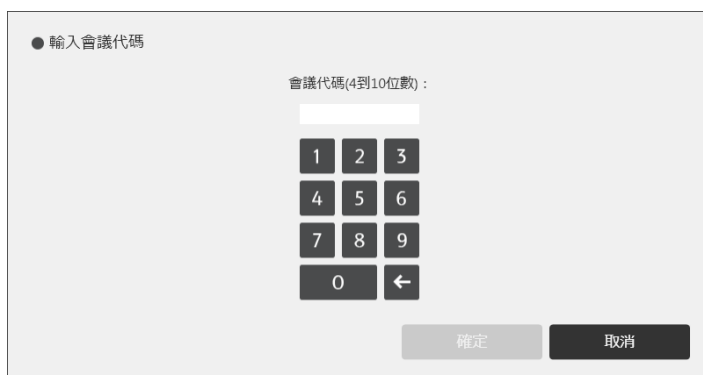 ● 輸入會議代碼
會議代碼(4到10位數)：
1 2 3
4 5 6
7 8 9
0 ←
確定 取消